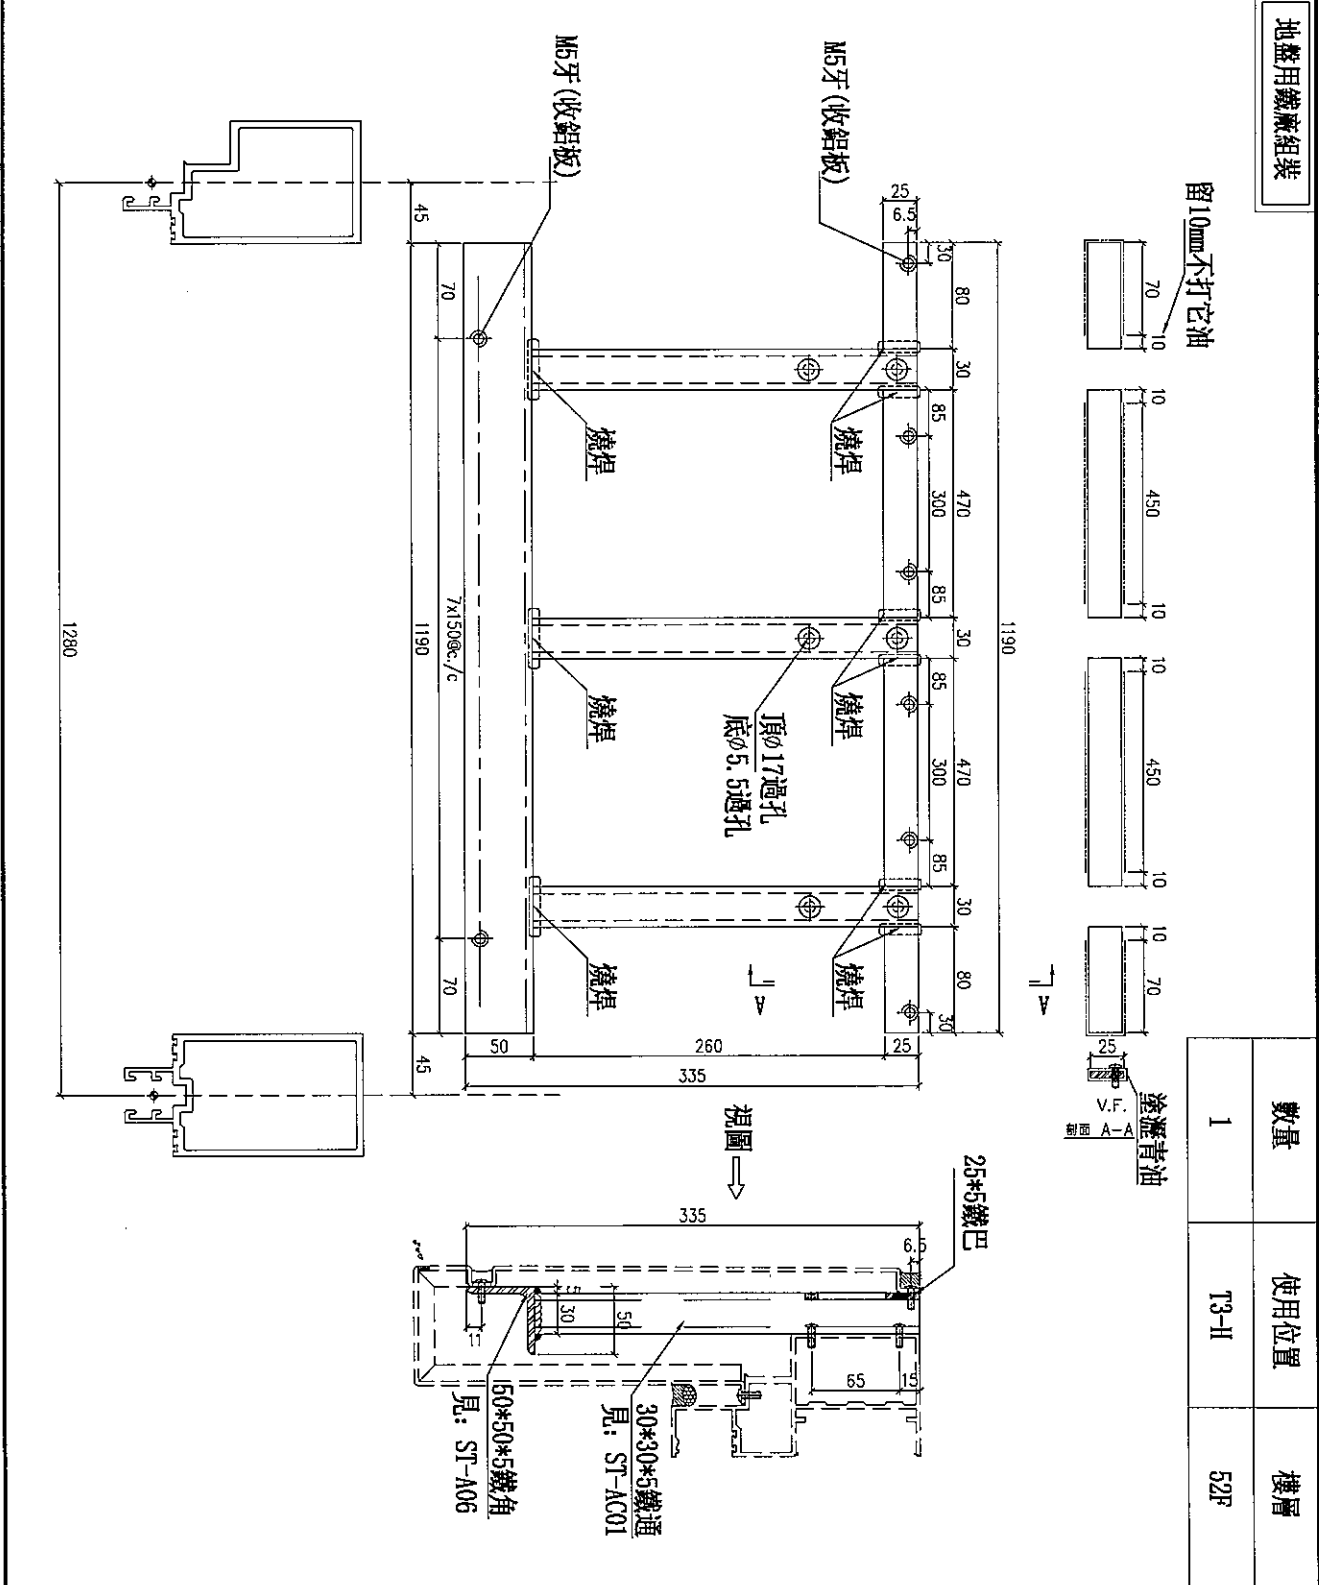 地盤用鐵廠組裝
數量
使用位置
樓層
1
T3-H
52F
留10mm不打它油
70
10
10
450
10
10
450
10
10
70
25
塗瀝青油
V.F.
剖面 A-A
1190
30
80
30
470
30
470
30
80
30
85
300
85
85
300
85
25
6.5
M5牙(收鋁板)
M5牙(收鋁板)
燒焊
燒焊
燒焊
燒焊
燒焊
燒焊
頂Ø17過孔
底Ø5.5過孔
A
A
25
260
50
335
70
7x150@c/c
70
45
1190
45
1280
視圖
25*5鐵巴
335
6.5
5
30
50
11
65
15
30*30*5鐵通
見: ST-AC01
50*50*5鐵角
見: ST-A06